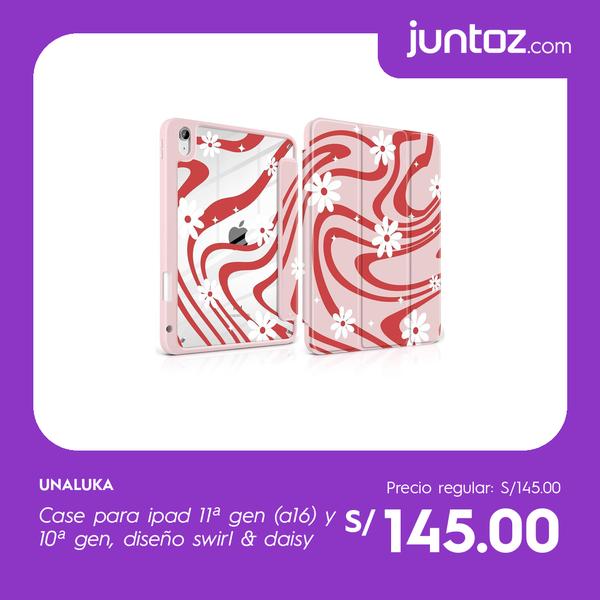 juntoz.com
UNALUKA
Precio regular: S/145.00
Case para ipad 11ª gen (a16) y
10ª gen, diseño swirl & daisy
S/ 145.00